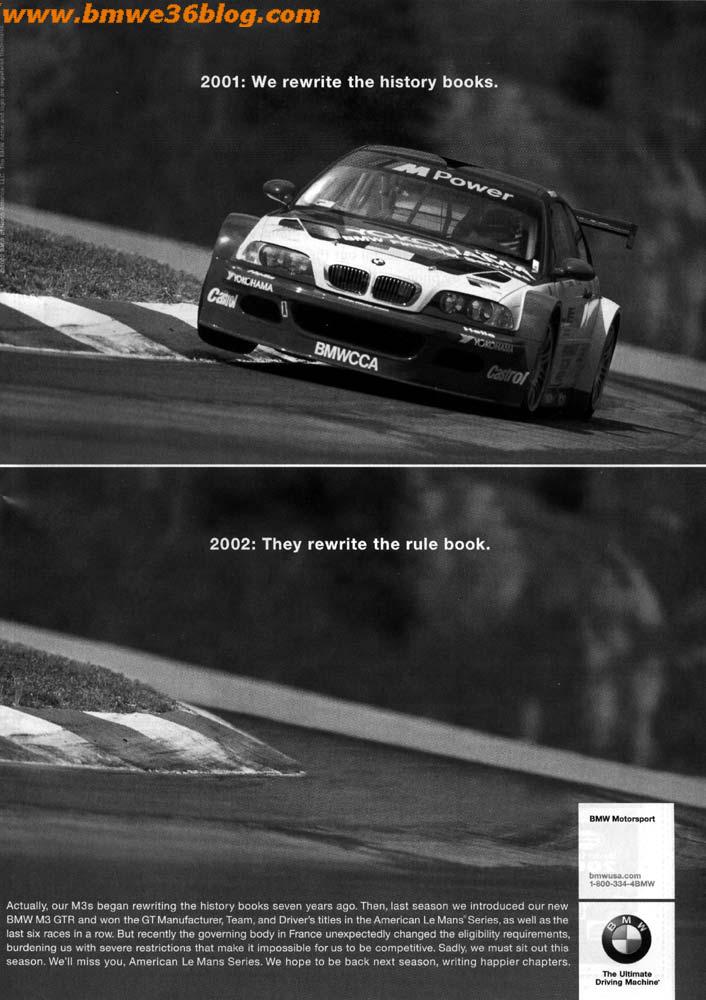 www.bmwe36blog.com
2001: We rewrite the history books.
M Power
YOKOHAMA
YOKOHAMA
Castrol
Hella
YOKOHAMA
BMWCCA
Castrol
2002: They rewrite the rule book.
BMW Motorsport
bmwusa.com
1-800-334-4BMW
Actually, our M3s began rewriting the history books seven years ago. Then, last season we introduced our new
BMW M3 GTR and won the GT Manufacturer, Team, and Driver's titles in the American Le Mans® Series, as well as the
last six races in a row. But recently the governing body in France unexpectedly changed the eligibility requirements,
burdening us with severe restrictions that make it impossible for us to be competitive. Sadly, we must sit out this
season. We'll miss you, American Le Mans Series. We hope to be back next season, writing happier chapters.
BMW
The Ultimate
Driving Machine®